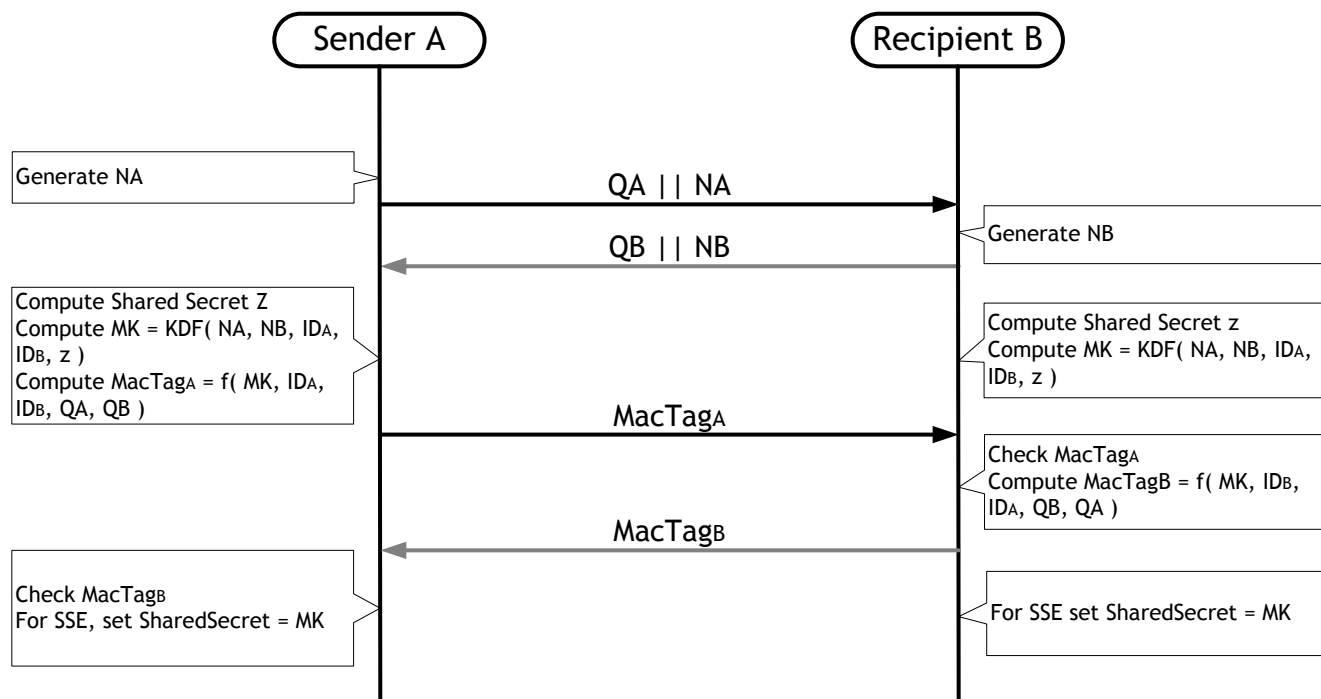 Sender A
Recipient B
Generate NA
QA || NA
Generate NB
QB || NB
Compute Shared Secret Z
Compute MK = KDF( NA, NB, IDA,
IDB, z )
Compute MacTagA = f( MK, IDA,
IDB, QA, QB )
Compute Shared Secret z
Compute MK = KDF( NA, NB, IDA,
IDB, z )
MacTagA
Check MacTagA
Compute MacTagB = f( MK, IDB,
IDA, QB, QA )
MacTagB
Check MacTagB
For SSE, set SharedSecret = MK
For SSE set SharedSecret = MK